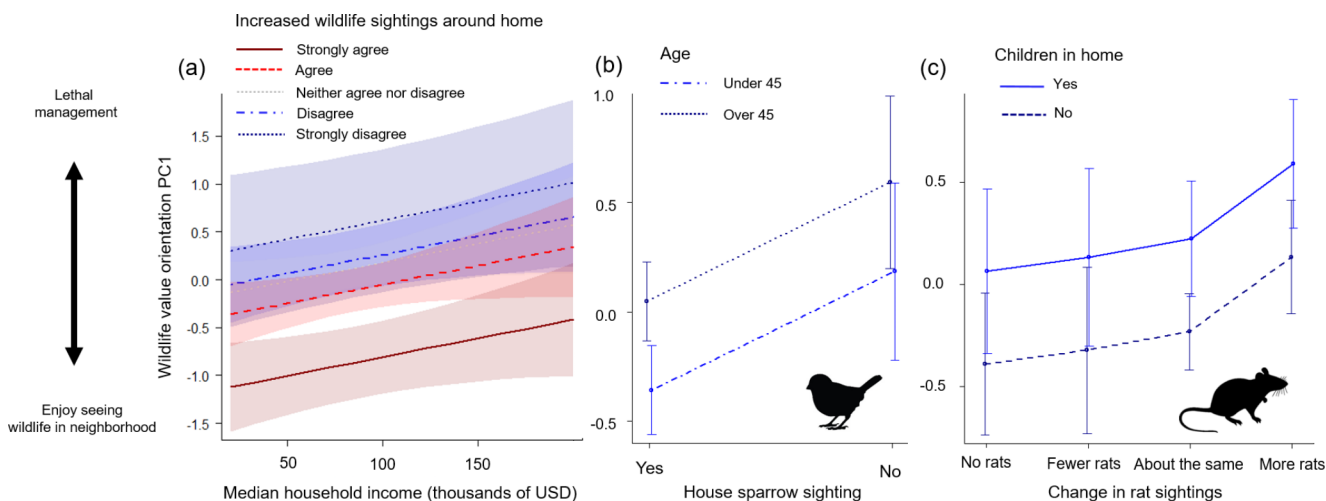 Lethal
management
Enjoy seeing
wildlife in neighborhood
Increased wildlife sightings around home
(a)
Strongly agree
Agree
Neither agree nor disagree
Disagree
Strongly disagree
Wildlife value orientation PC1
1.5
1.0
0.5
0.0
-0.5
-1.0
-1.5
50
100
150
200
Median household income (thousands of USD)
(b)
Age
Under 45
Over 45
1.0
0.5
0.0
-0.5
Yes
No
House sparrow sighting
(c)
Children in home
Yes
No
0.5
0.0
-0.5
No rats
Fewer rats
About the same
More rats
Change in rat sightings